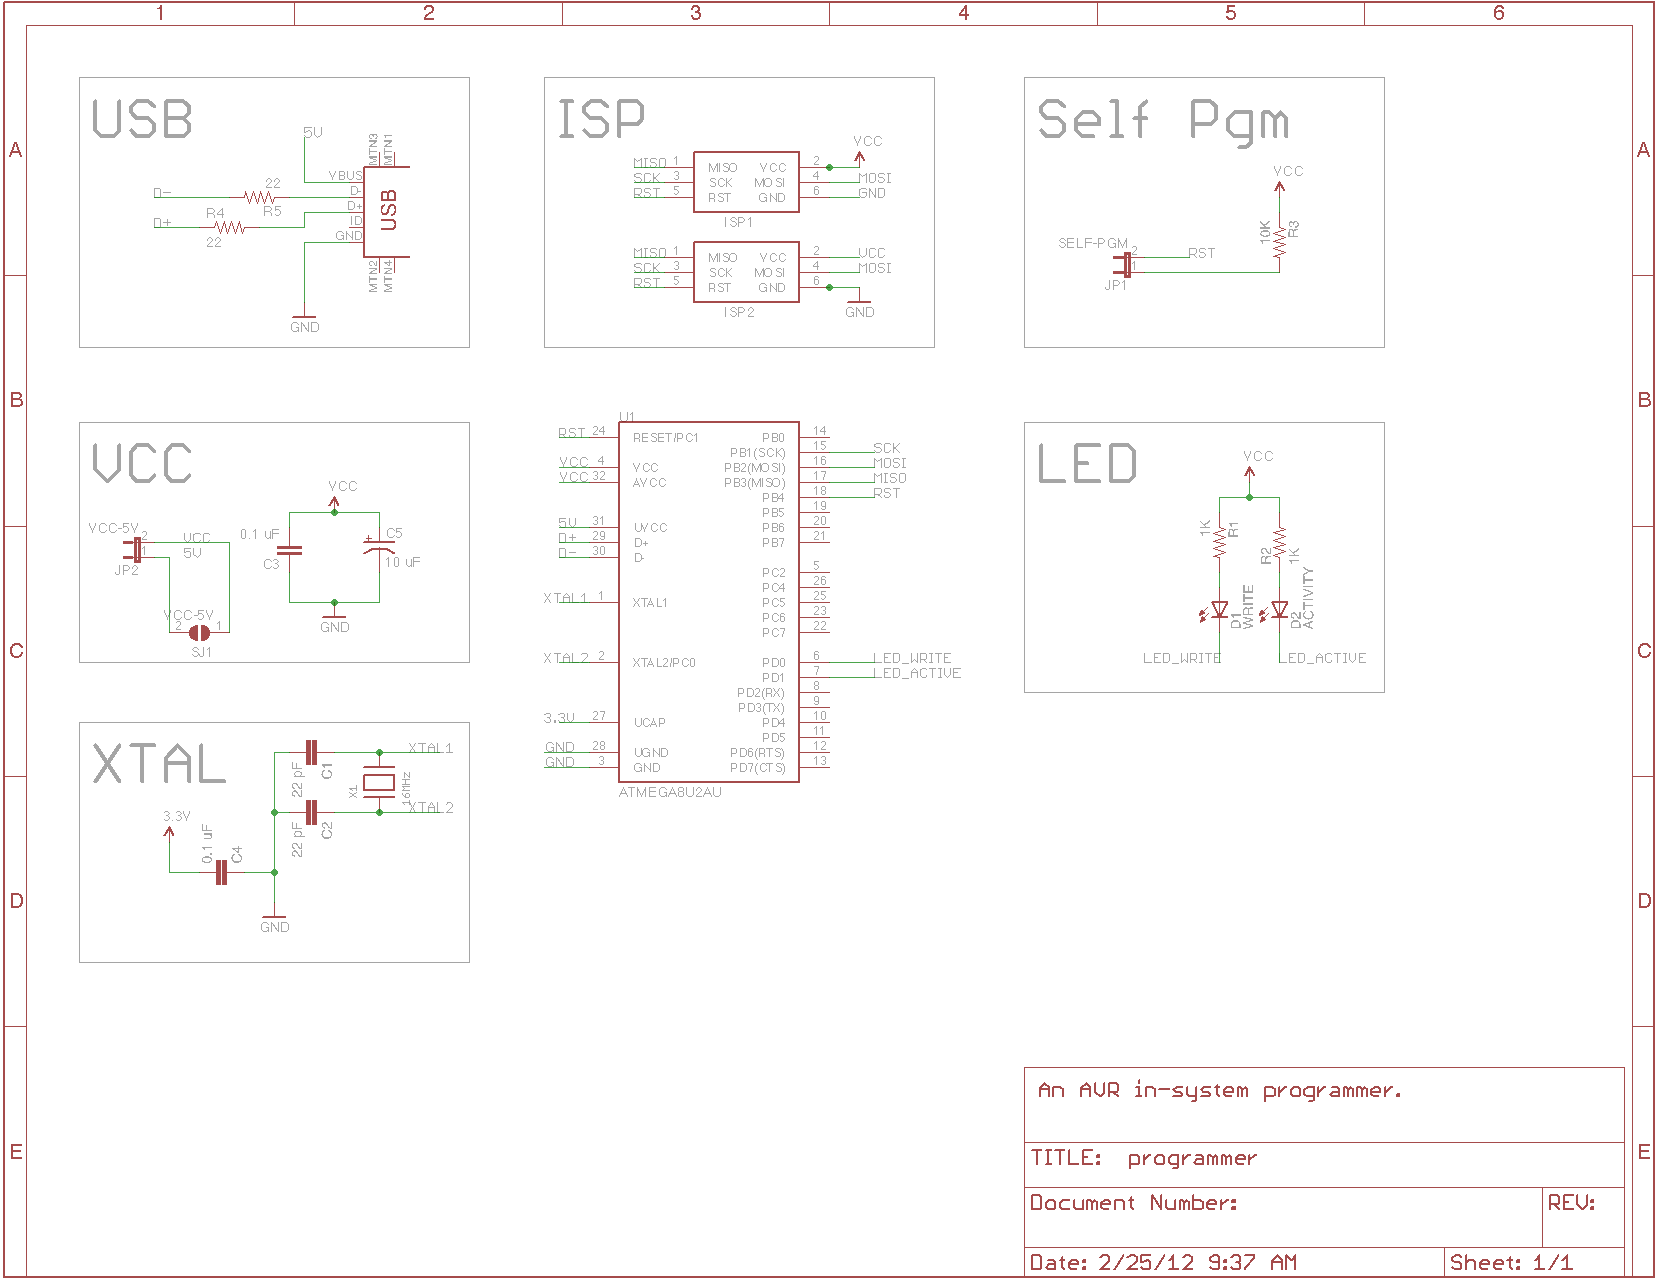 1 2 3 4 5 6
A A
B B
C C
D D
E E
USB
5V
MTN3
MTN1
VBUS
D-
D+
ID
GND
USB
MTN2
MTN4
D-
22
R5
D+
R4
22
GND
ISP
MISO 1 MISO VCC 2 VCC
SCK 3 SCK MOSI 4 MOSI
RST 5 RST GND 6 GND
ISP1
MISO 1 MISO VCC 2 VCC
SCK 3 SCK MOSI 4 MOSI
RST 5 RST GND 6
ISP2
GND
Self Pgm
VCC
10K
R3
SELF-PGM
2
1
RST
JP1
VCC
VCC-5V
2
1
VCC
5V
JP2
VCC-5V
2 1
SJ1
VCC
0.1 uF
C3
+
C5
10 uF
GND
U1
RST 24 RESET/PC1
VCC 4 VCC
VCC 32 AVCC
5V 31 UVCC
D+ 29 D+
D- 30 D-
XTAL1 1 XTAL1
XTAL2 2 XTAL2/PC0
3.3V 27 UCAP
GND 28 UGND
GND 3 GND
PB0 14
PB1(SCK) 15 SCK
PB2(MOSI) 16 MOSI
PB3(MISO) 17 MISO
PB4 18 RST
PB5 19
PB6 20
PB7 21
PC2 5
PC4 26
PC5 25
PC6 23
PC7 22
PD0 6 LED_WRITE
PD1 7 LED_ACTIVE
PD2(RX) 8
PD3(TX) 9
PD4 10
PD5 11
PD6(RTS) 12
PD7(CTS) 13
ATMEGA8U2AU
LED
VCC
1K
R1
R2
1K
D1
WRITE
D2
ACTIVITY
LED_WRITE
LED_ACTIVE
XTAL
22 pF
C1
XTAL1
X1
16MHz
XTAL2
22 pF
C2
3.3V
0.1 uF
C4
GND
An AVR in-system programmer.
TITLE: programmer
Document Number:
REV:
Date: 2/25/12 9:37 AM
Sheet: 1/1